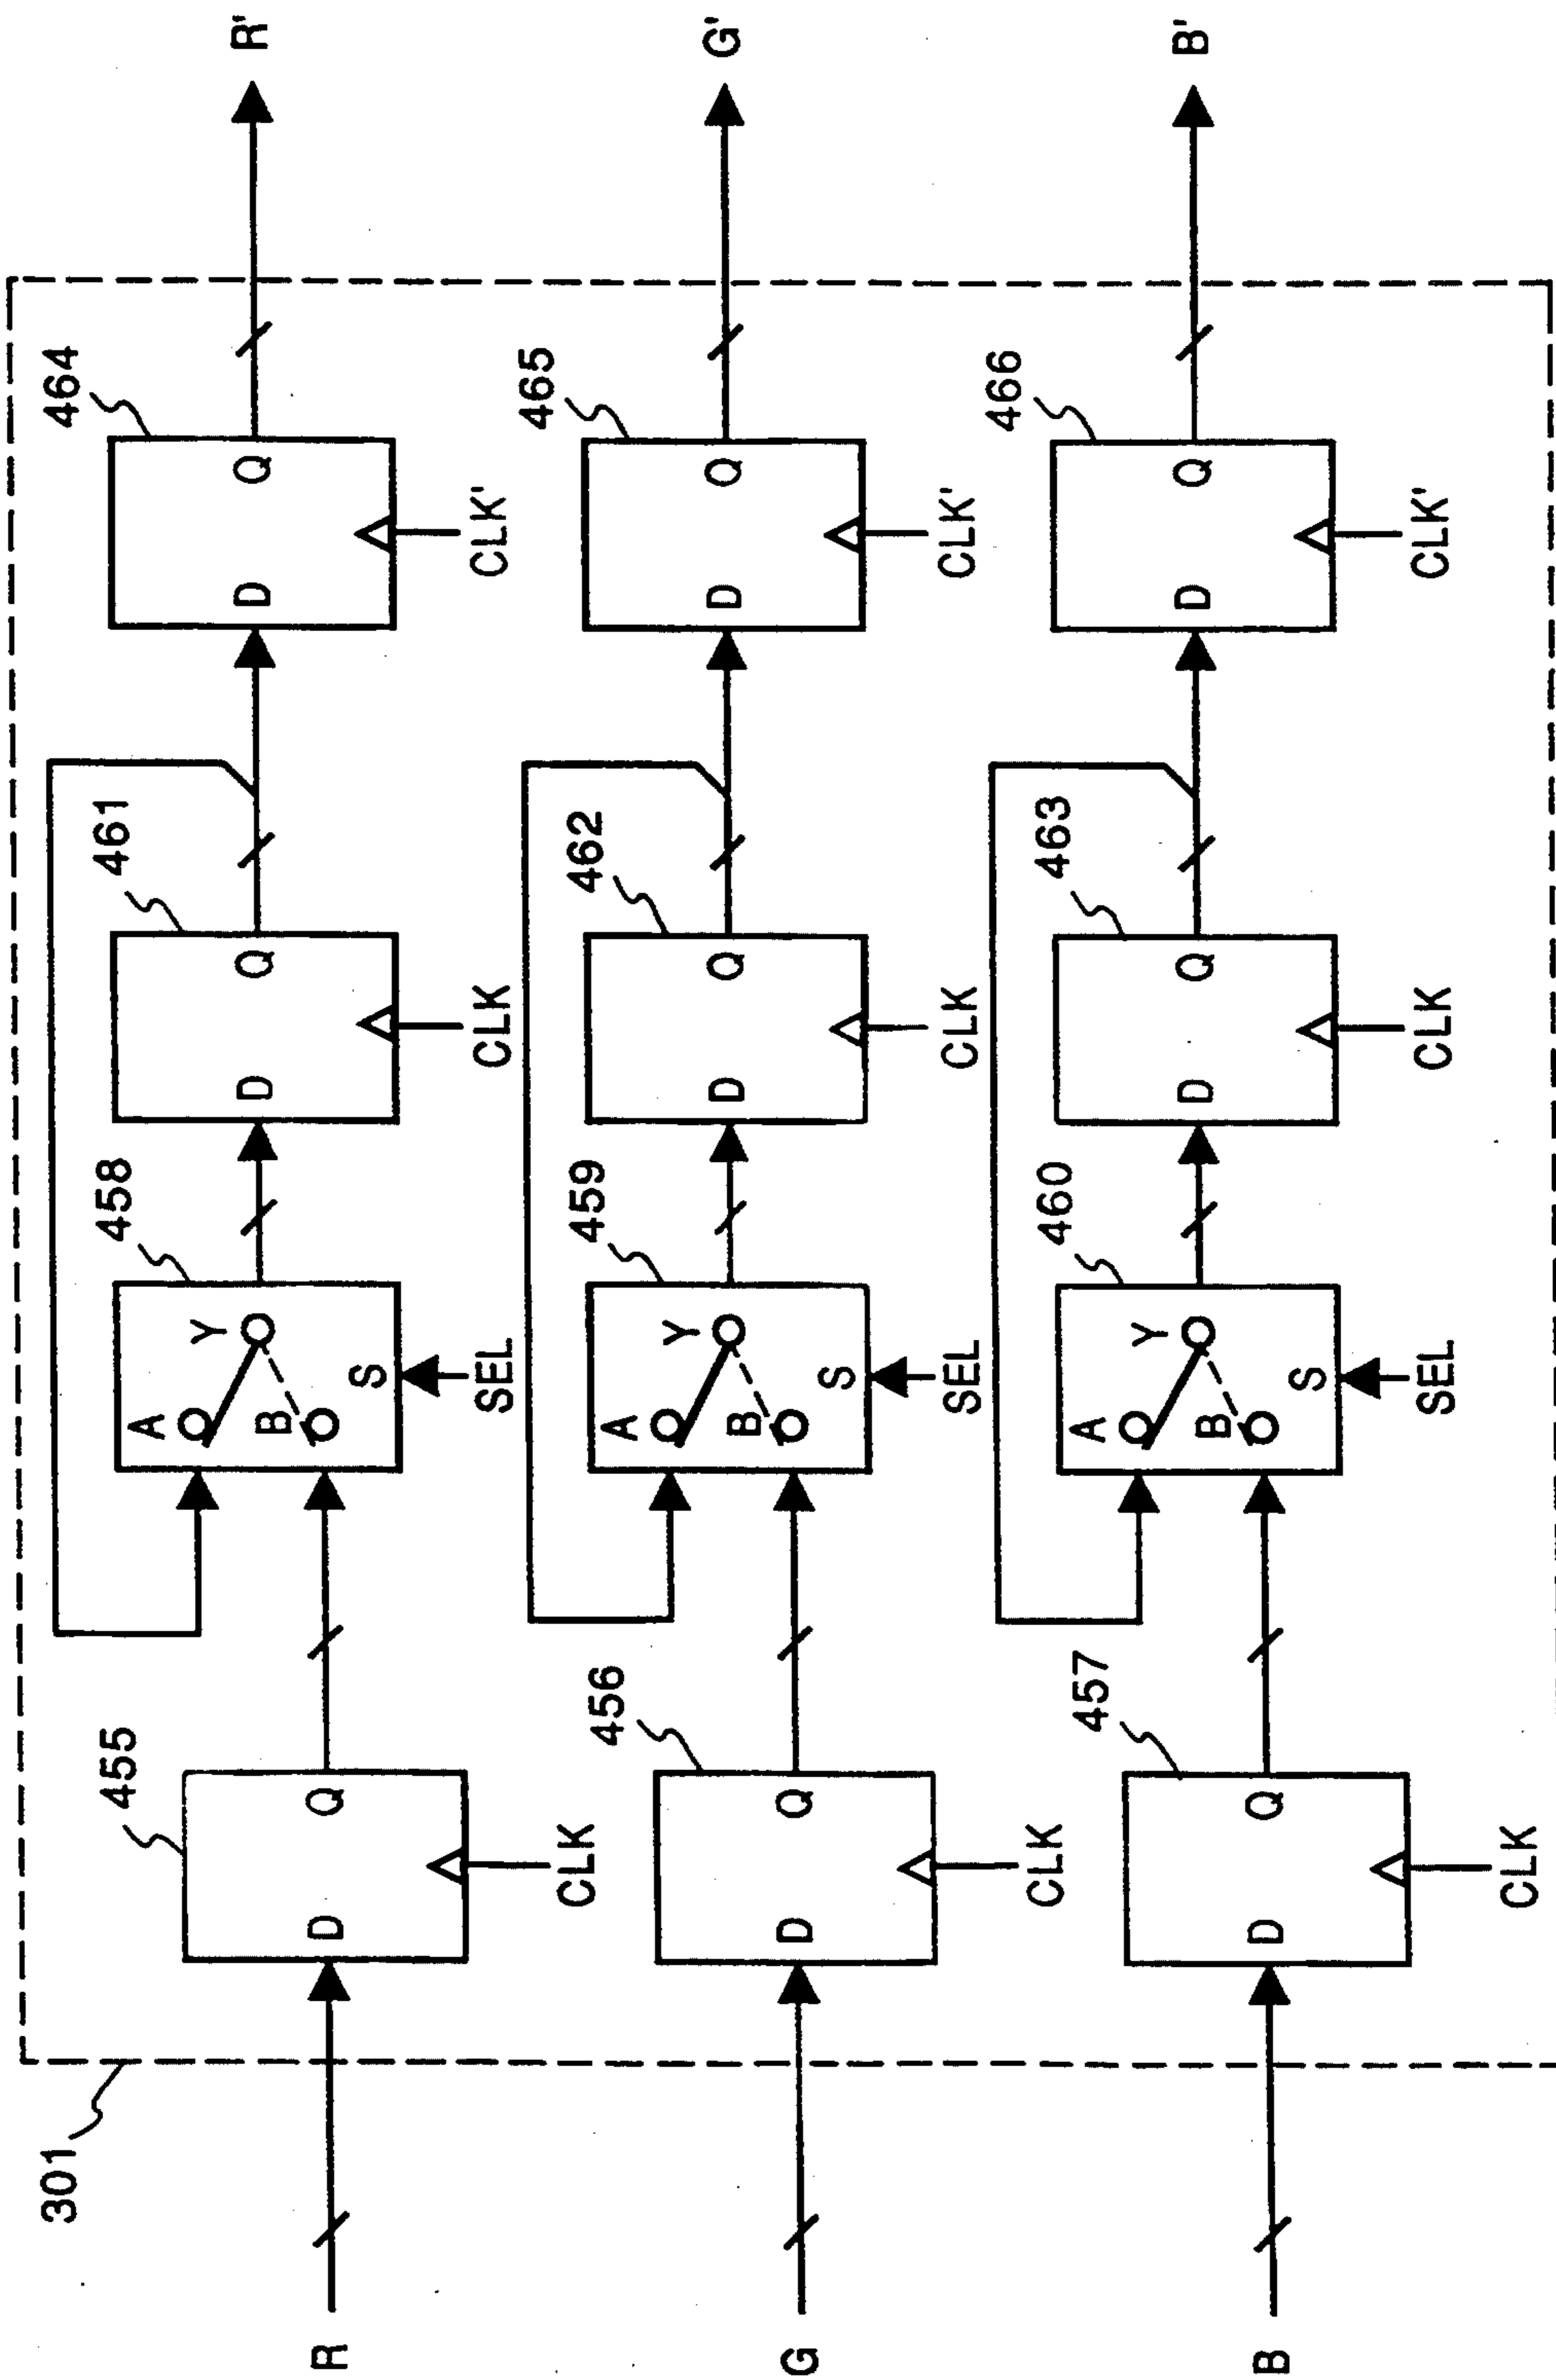 301
R
455
D Q
CLK
458
A
B
Y
S
SEL
461
D Q
CLK
464
D Q
CLK'
R'
G
456
D Q
CLK
459
A
B
Y
S
SEL
462
D Q
CLK
465
D Q
CLK'
G'
B
457
D Q
CLK
460
A
B
Y
S
SEL
463
D Q
CLK
466
D Q
CLK'
B'